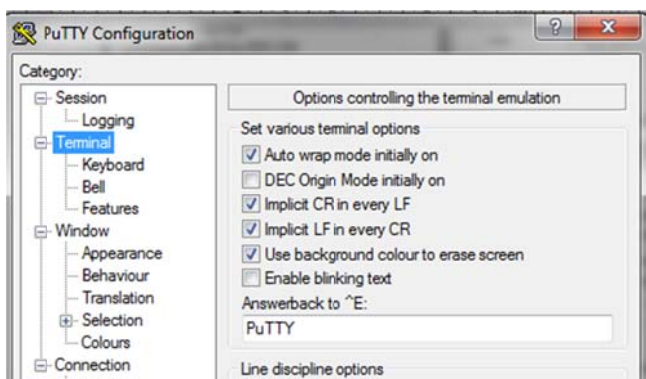 PuTTY Configuration
?
Category:
Session
Logging
Terminal
Keyboard
Bell
Features
Window
Appearance
Behaviour
Translation
Selection
Colours
Connection
Options controlling the terminal emulation
Set various terminal options
Auto wrap mode initially on
DEC Origin Mode initially on
Implicit CR in every LF
Implicit LF in every CR
Use background colour to erase screen
Enable blinking text
Answerback to ^E:
PuTTY
Line discipline options